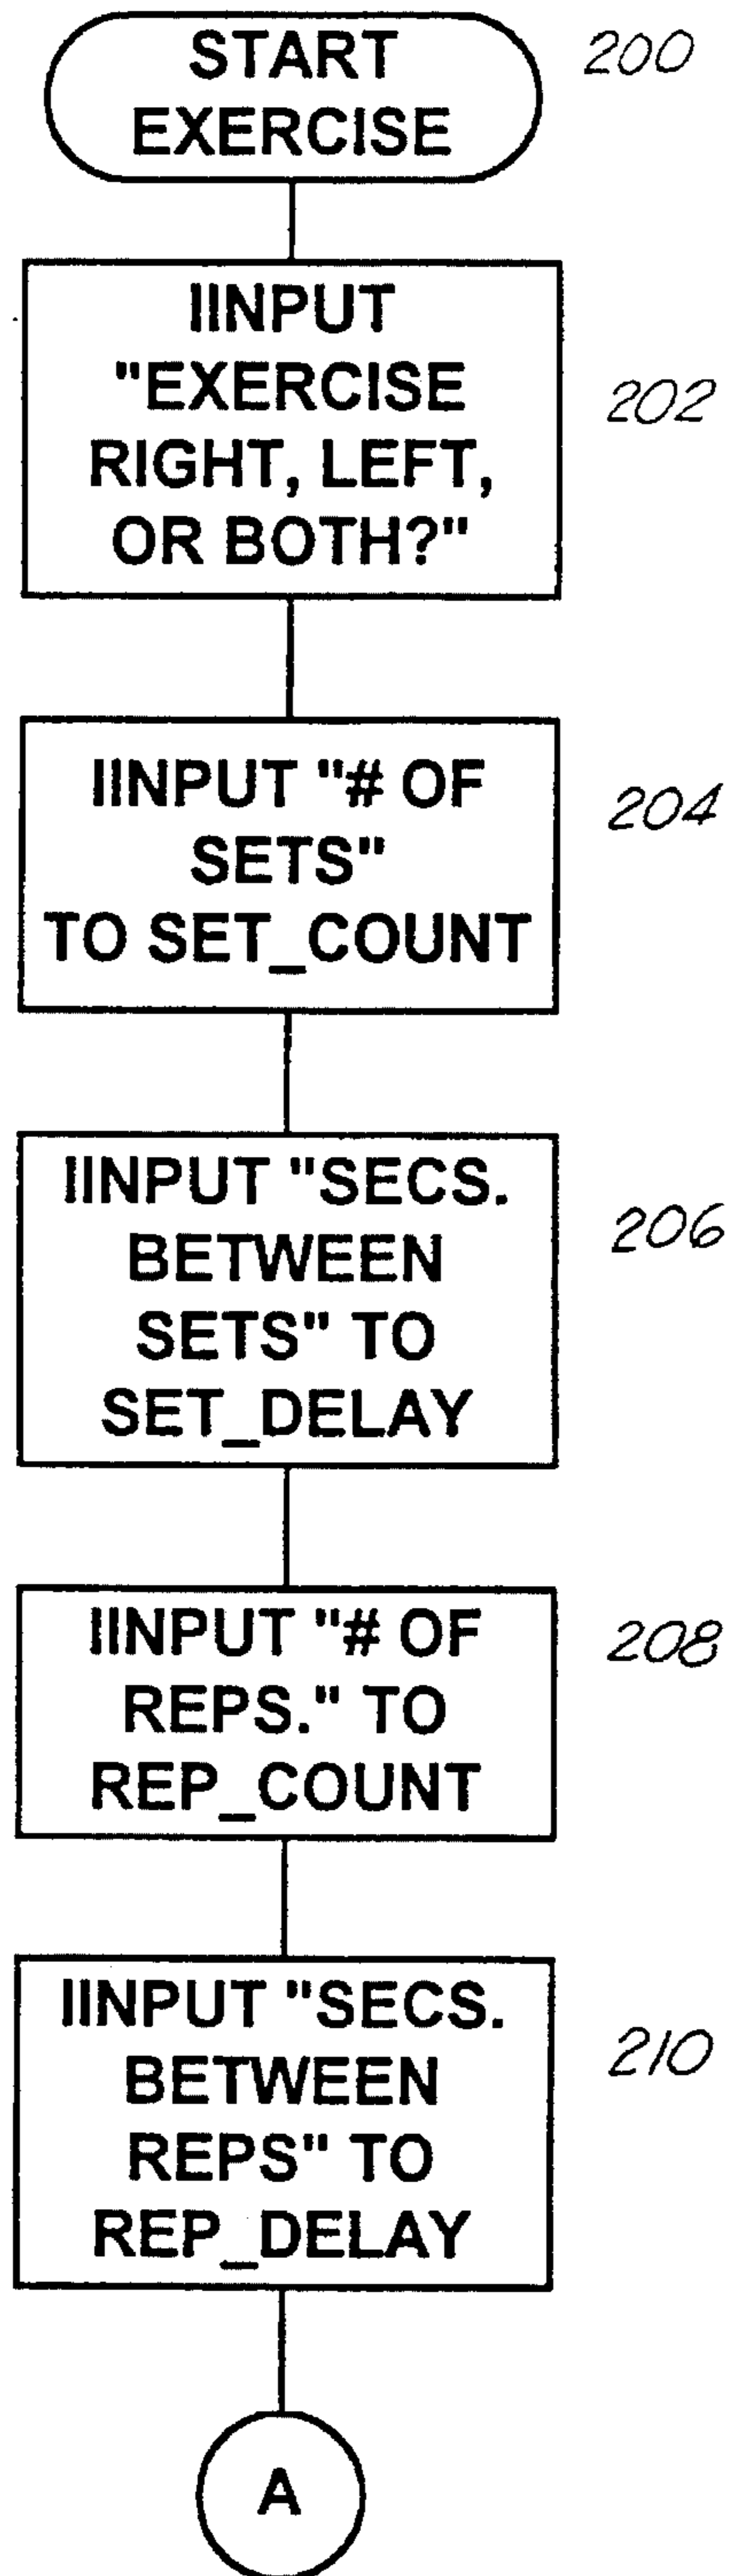 START
EXERCISE
200
IINPUT
"EXERCISE
RIGHT, LEFT,
OR BOTH?"
202
IINPUT "# OF
SETS"
TO SET_COUNT
204
IINPUT "SECS.
BETWEEN
SETS" TO
SET_DELAY
206
IINPUT "# OF
REPS." TO
REP_COUNT
208
IINPUT "SECS.
BETWEEN
REPS" TO
REP_DELAY
210
A